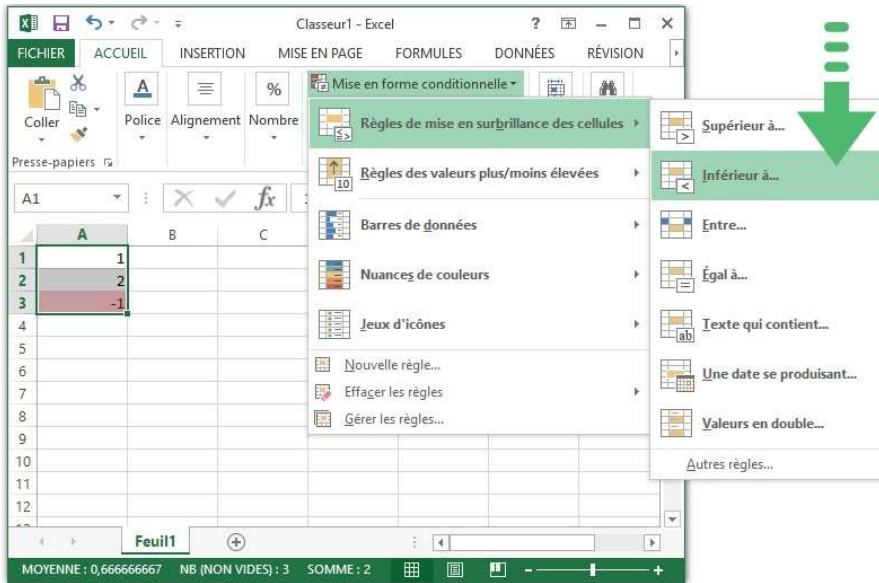 Classeur1 - Excel
FICHIER ACCUEIL INSERTION MISE EN PAGE FORMULES DONNÉES RÉVISION
Coller Police Alignement Nombre
Presse-papiers
Mise en forme conditionnelle
Règles de mise en surbrillance des cellules
Règles des valeurs plus/moins élevées
Barres de données
Nuances de couleurs
Jeux d'icônes
Nouvelle règle...
Effacer les règles
Gérer les règles...
Supérieur à...
Inférieur à...
Entre...
Égal à...
Texte qui contient...
Une date se produisant...
Valeurs en double...
Autres règles...
A1 fx
A B C
1 1
2 2
3 -1
4
5
6
7
8
9
10
11
12
Feuil1
MOYENNE : 0,666666667 NB (NON VIDES) : 3 SOMME : 2